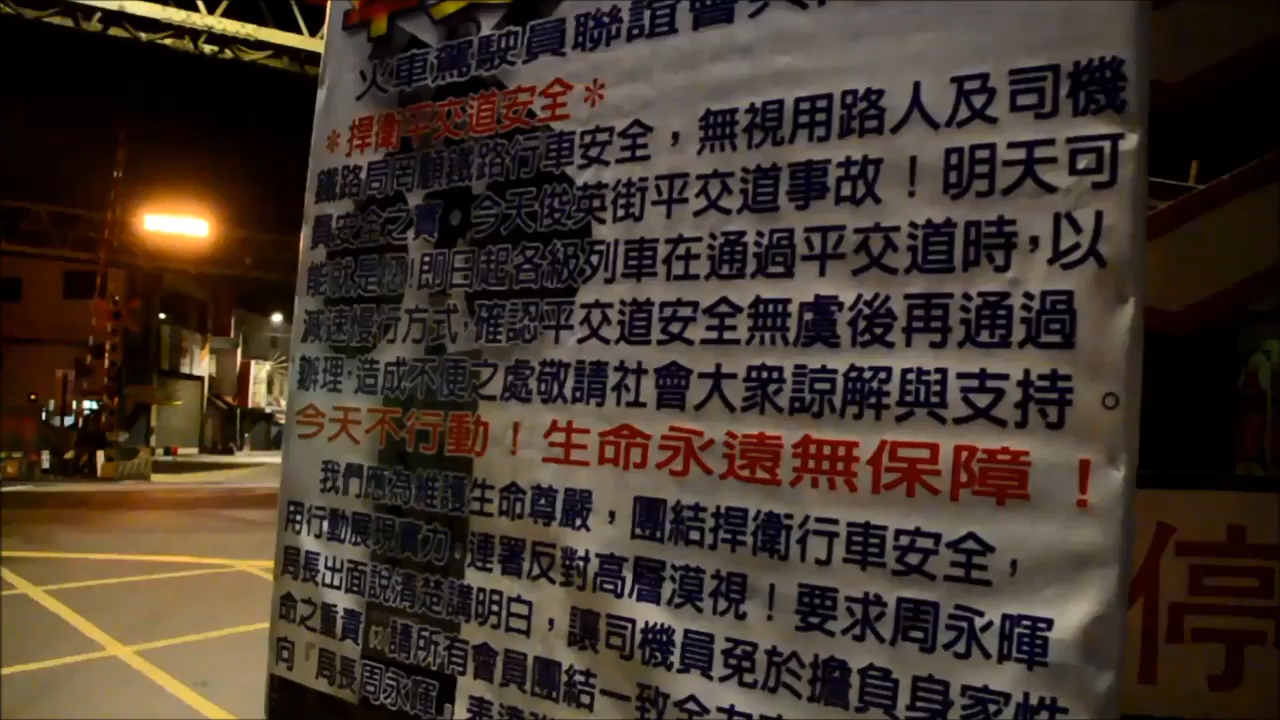 火車駕駛員聯誼會
*捍衛平交道安全*
鐵路局罔顧鐵路行車安全，無視用路人及司機
員安全之責。今天俊英街平交道事故！明天可
能就是您!即日起各級列車在通過平交道時，以
減速慢行方式，確認平交道安全無虞後再通過
辦理，造成不便之處敬請社會大眾諒解與支持。
今天不行動！生命永遠無保障！
我們應為維護生命尊嚴，團結捍衛行車安全，
用行動展現實力。連署反對高層漠視！要求周永暉
局長出面說清楚講明白，讓司機員免於擔負身家性
命之重責。請所有會員團結一致全力
向『局長周永暉』表達
停